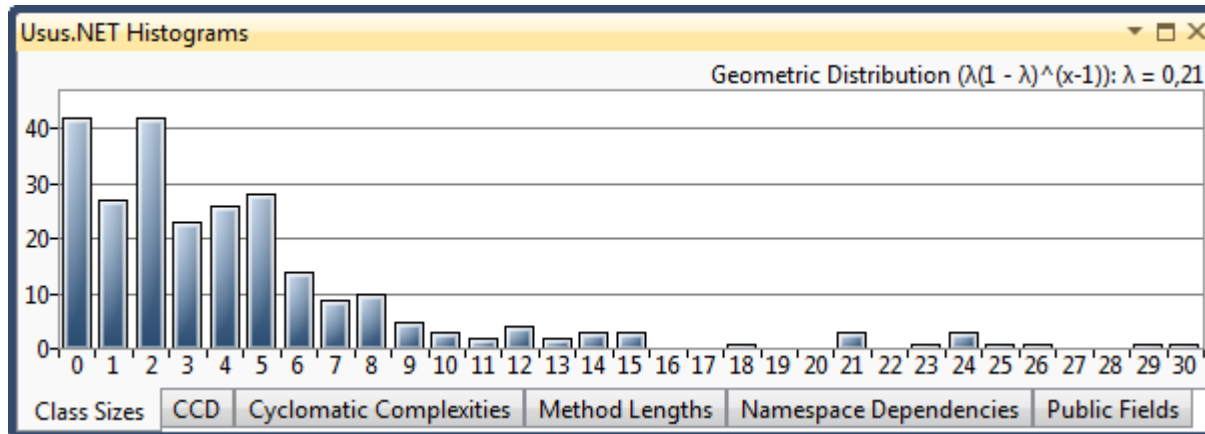 Usus.NET Histograms
Geometric Distribution (λ(1 - λ)^(x-1)): λ = 0,21
40
30
20
10
0
0 1 2 3 4 5 6 7 8 9 10 11 12 13 14 15 16 17 18 19 20 21 22 23 24 25 26 27 28 29 30
Class Sizes CCD Cyclomatic Complexities Method Lengths Namespace Dependencies Public Fields